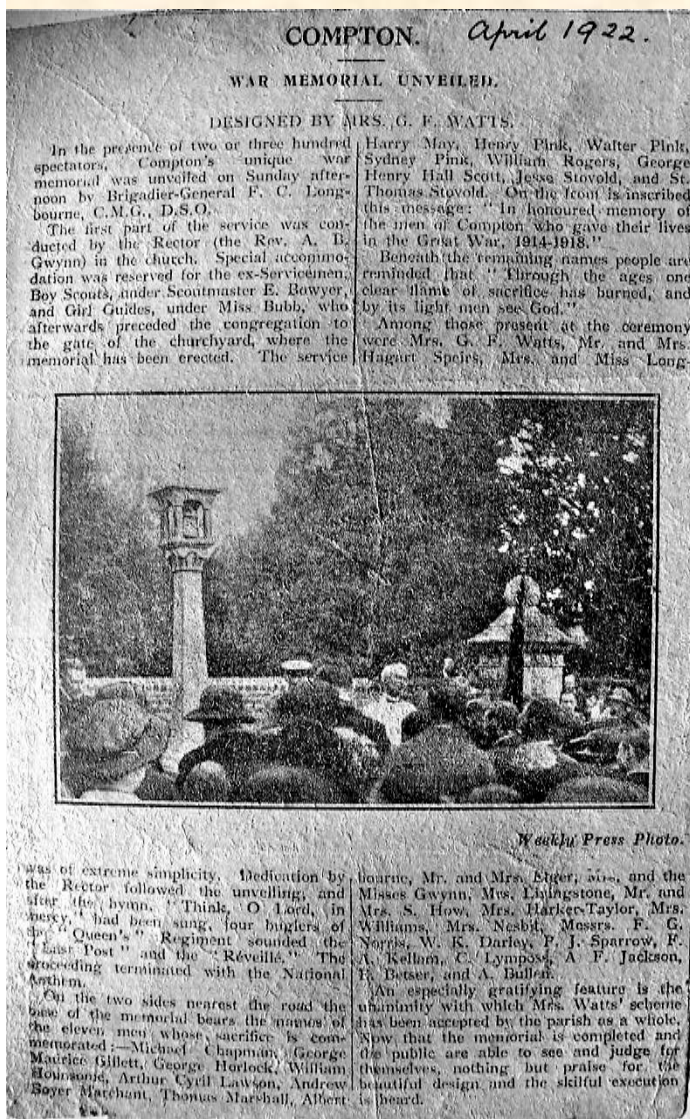 COMPTON.
April 1922.
WAR MEMORIAL UNVEILED.
DESIGNED BY MRS. G. F. WATTS.
In the presence of two or three hundred
spectators, Compton's unique war
memorial was unveiled on Sunday after-
noon by Brigadier-General F. C. Long-
bourne, C.M.G., D.S.O.
The first part of the service was con-
ducted by the Rector (the Rev. A. B.
Gwynn) in the church. Special accommo-
dation was reserved for the ex-Servicemen,
Boy Scouts, under Scoutmaster E. Bowyer,
and Girl Guides, under Miss Bubb, who
afterwards preceded the congregation to
the gate of the churchyard, where the
memorial has been erected. The service
was of extreme simplicity. Dedication by
the Rector followed the unveiling, and
after the hymn, "Think, O Lord, in
mercy," had been sung, four buglers of
the "Queen's" Regiment sounded the
"Last Post" and the "Réveillé." The
proceeding terminated with the National
Anthem.
On the two sides nearest the road the
base of the memorial bears the names of
the eleven men whose sacrifice is com-
memorated:—Michael Chapman, George
Maurice Gillett, George Horlock, William
Hounsome, Arthur Cyril Lawson, Andrew
Boyer Marchant, Thomas Marshall, Albert
Harry May, Henry Pink, Walter Pink,
Sydney Pink, William Rogers, George
Henry Hall Scott, Jesse Stovold, and St.
Thomas Stovold. On the front is inscribed
this message: "In honoured memory of
the men of Compton who gave their lives
in the Great War, 1914-1918."
Beneath the remaining names people are
reminded that "Through the ages one
clear flame of sacrifice has burned, and
by its light men see God."
Among those present at the ceremony
were Mrs. G. F. Watts, Mr. and Mrs.
Hagart Speirs, Mrs. and Miss Long-
bourne, Mr. and Mrs. Elger, and the
Misses Gwynn, Mrs. Livingstone, Mr. and
Mrs. S. How, Mrs. Harker-Taylor, Mrs.
Williams, Mrs. Nesbit, Messrs. F. G.
Norris, W. K. Darley, P. J. Sparrow, F.
A. Kellam, C. Lymposs, A F. Jackson,
Betser, and A. Bullen.
An especially gratifying feature is the
unanimity with which Mrs. Watts' scheme
has been accepted by the parish as a whole.
Now that the memorial is completed and
the public are able to see and judge for
themselves, nothing but praise for the
beautiful design and the skilful execution
is heard.
Weekly Press Photo.